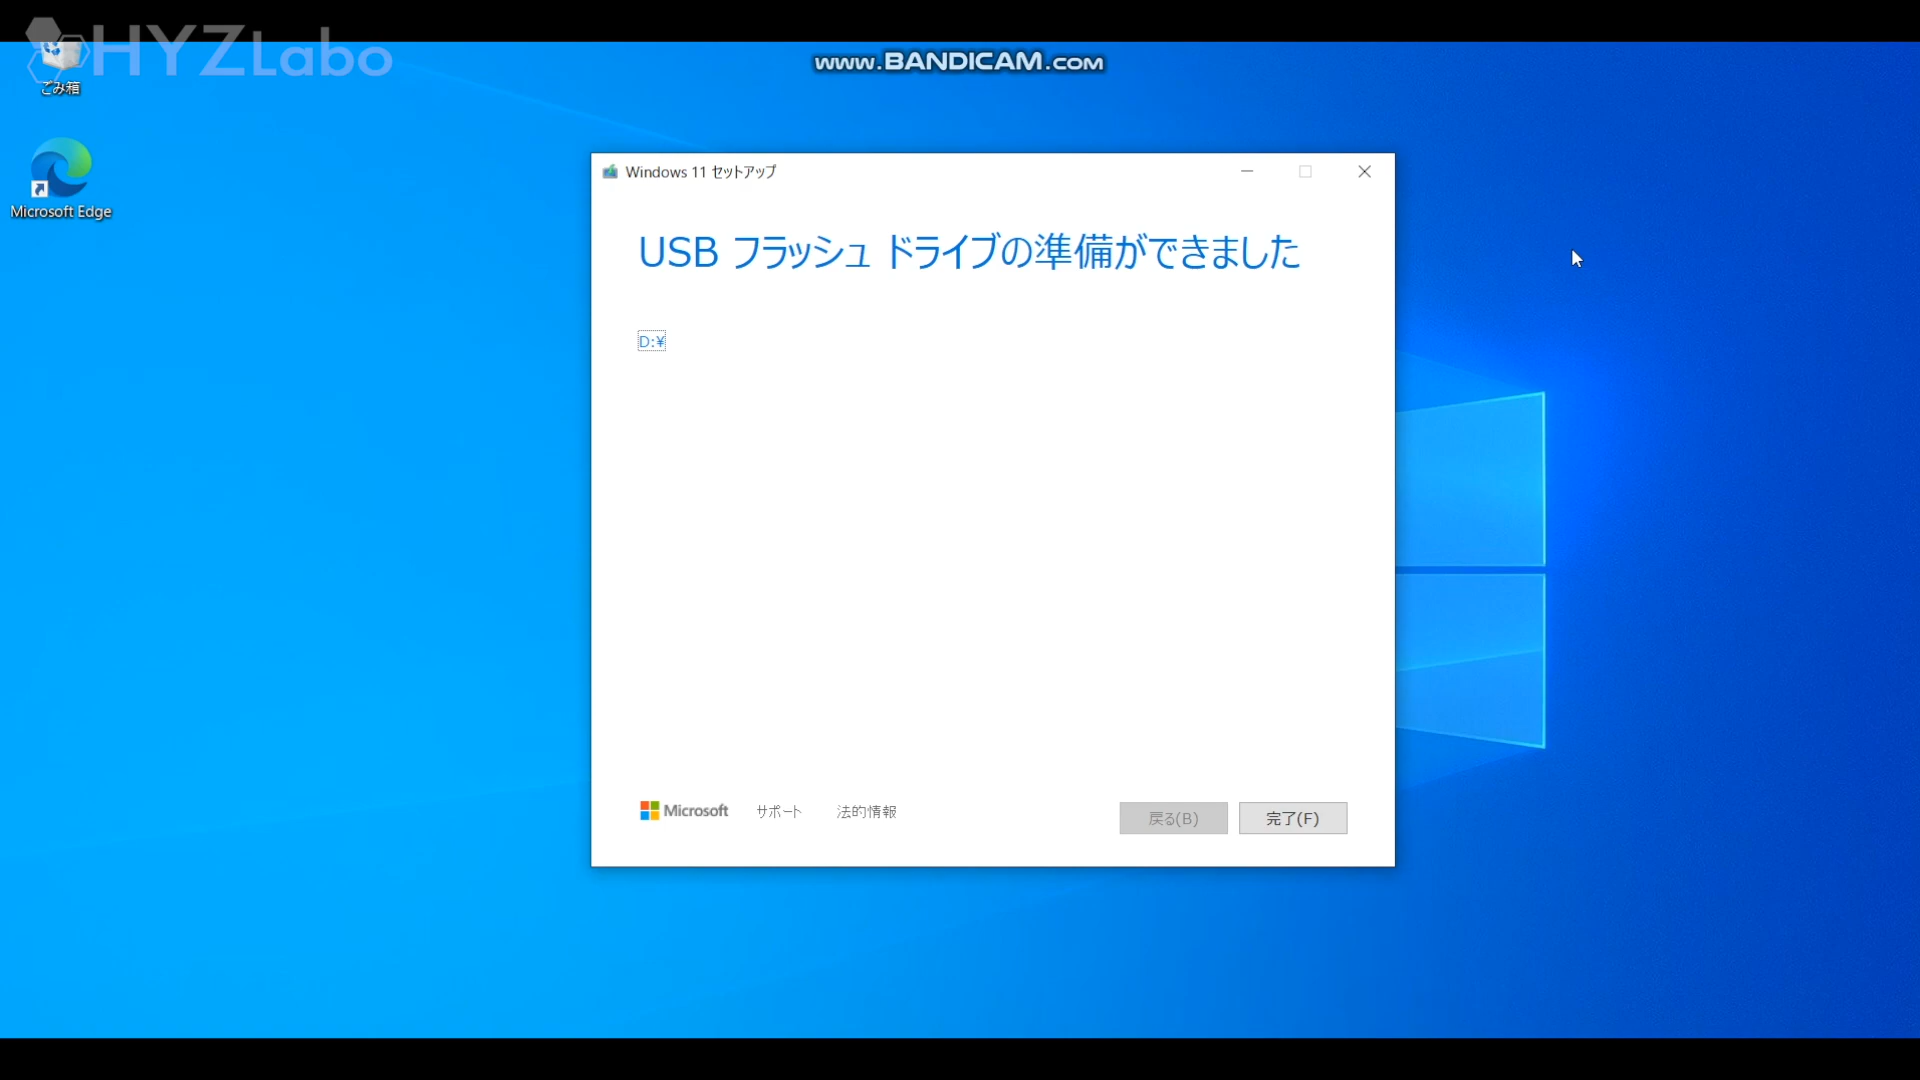 HYZLabo
www.BANDICAM.com
ごみ箱
Microsoft Edge
Windows 11 セットアップ
USB フラッシュ ドライブの準備ができました
D:¥
Microsoft サポート 法的情報 戻る(B) 完了(F)